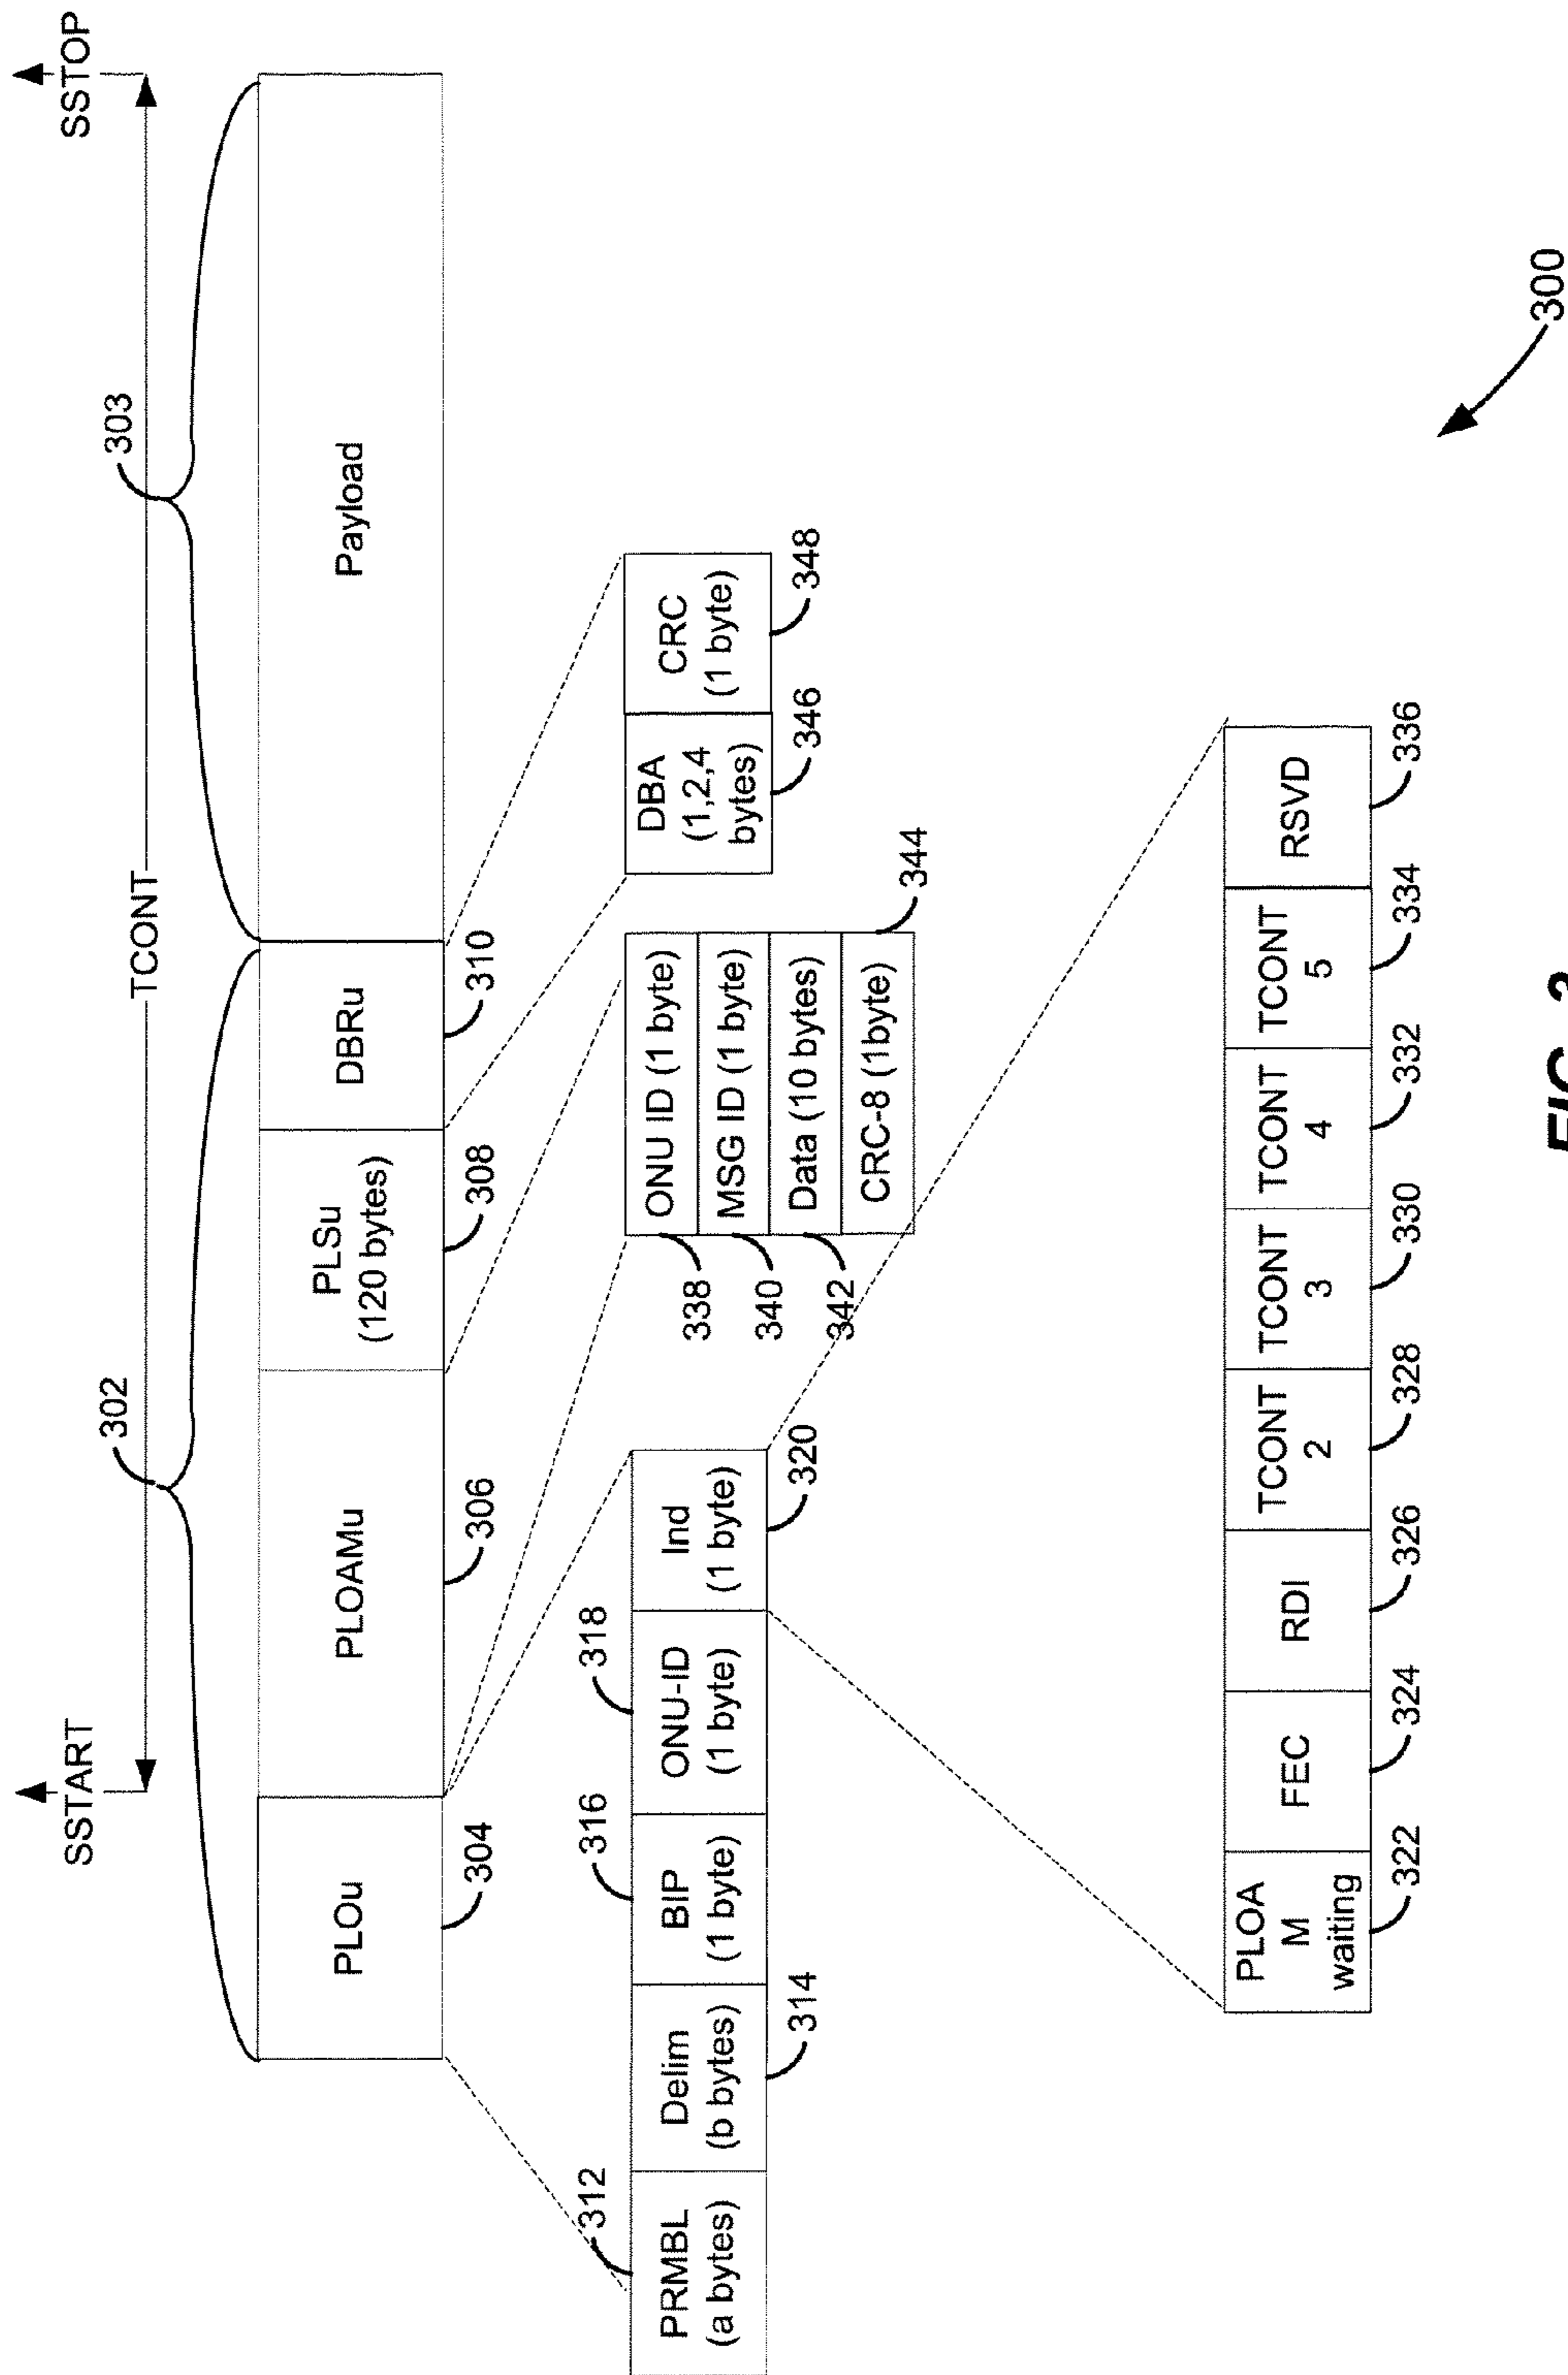 SSTART
TCONT
SSTOP
302
303
PLOu
PLOAMu
PLSu
(120 bytes)
DBRu
Payload
304
306
308
310
312
316
318
PRMBL
(a bytes)
Delim
(b bytes)
BIP
(1 byte)
ONU-ID
(1 byte)
Ind
(1 byte)
314
320
ONU ID (1 byte)
MSG ID (1 byte)
Data (10 bytes)
CRC-8 (1byte)
338
340
342
344
DBA
(1,2,4
bytes)
CRC
(1 byte)
346
348
PLOA
M
waiting
FEC
RDI
TCONT
2
TCONT
3
TCONT
4
TCONT
5
RSVD
322
324
326
328
330
332
334
336
300